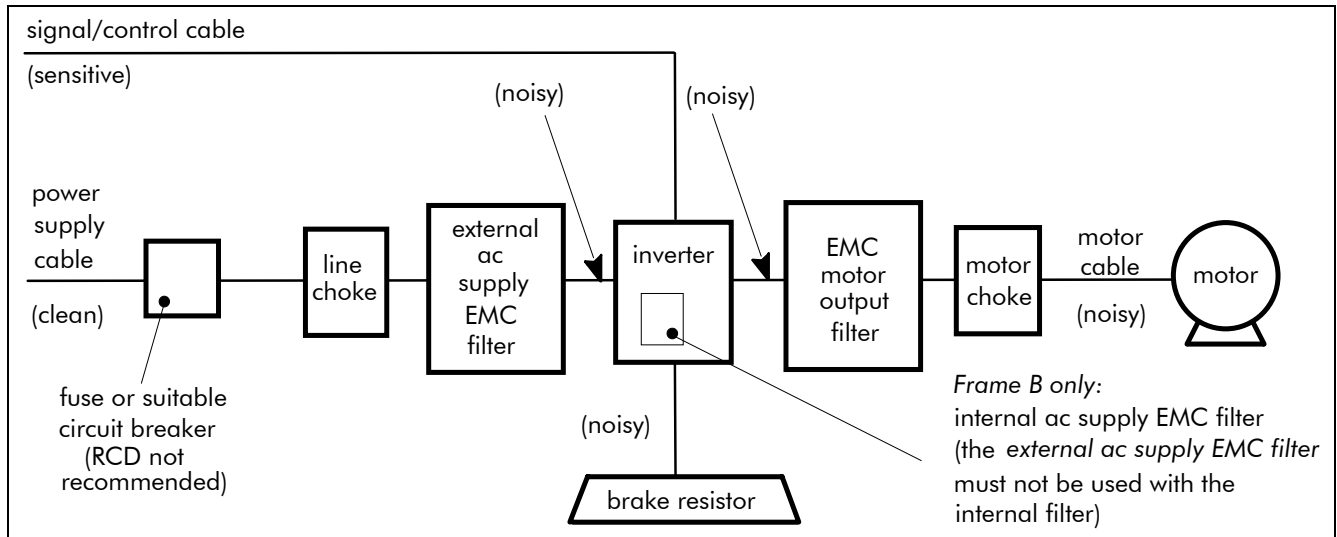 signal/control cable
(sensitive)
(noisy)
(noisy)
power
supply
cable
(clean)
line
choke
external
ac
supply
EMC
filter
inverter
EMC
motor
output
filter
motor
choke
motor
cable
(noisy)
motor
fuse or suitable
circuit breaker
(RCD not
recommended)
(noisy)
brake resistor
Frame B only:
internal ac supply EMC filter
(the external ac supply EMC filter
must not be used with the
internal filter)